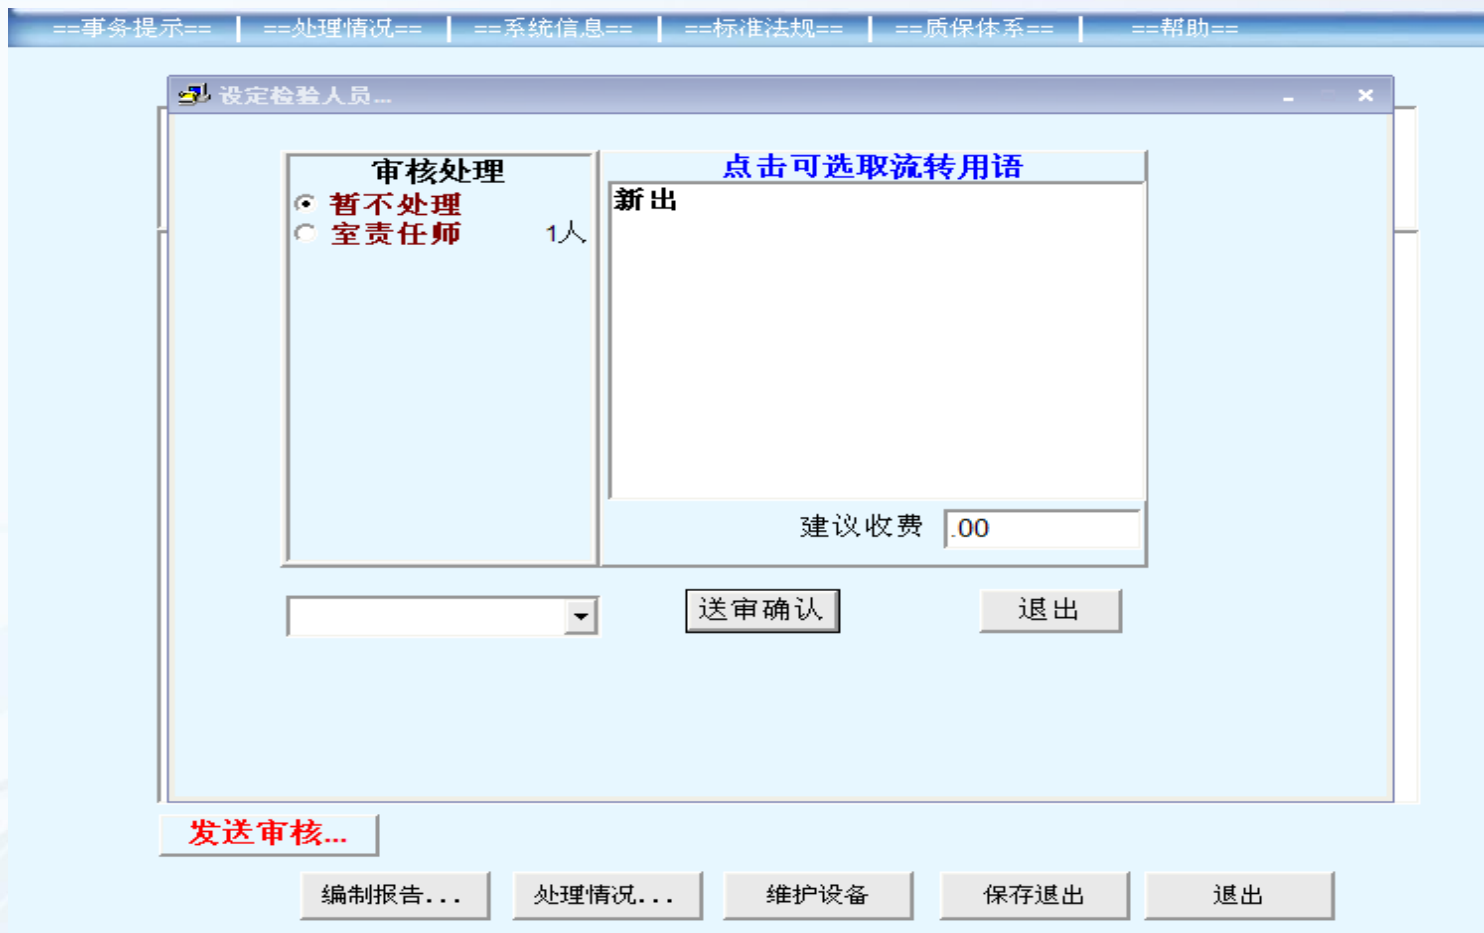 ==事务提示== | ==处理情况== | ==系统信息== | ==标准法规== | ==质保体系== | ==帮助==
设定检验人员...
审核处理
点击可选取流转用语
暂不处理
新出
室责任师 1人
建议收费 .00
送审确认
退出
发送审核...
编制报告...
处理情况...
维护设备
保存退出
退出